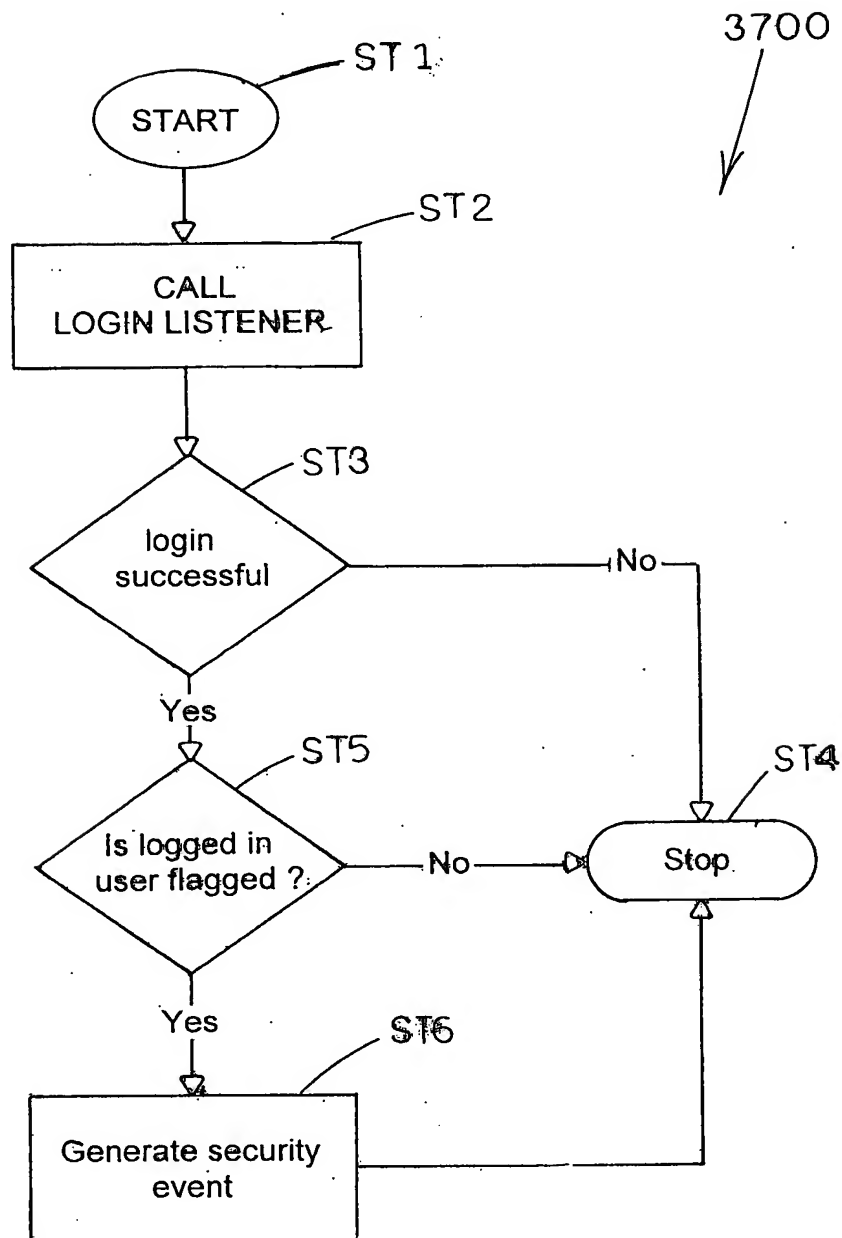 3700
ST1
START
ST2
CALL
LOGIN LISTENER
ST3
login
successful
No
Yes
ST5
ST4
Is logged in
user flagged ?
No
Stop
Yes
ST6
Generate security
event